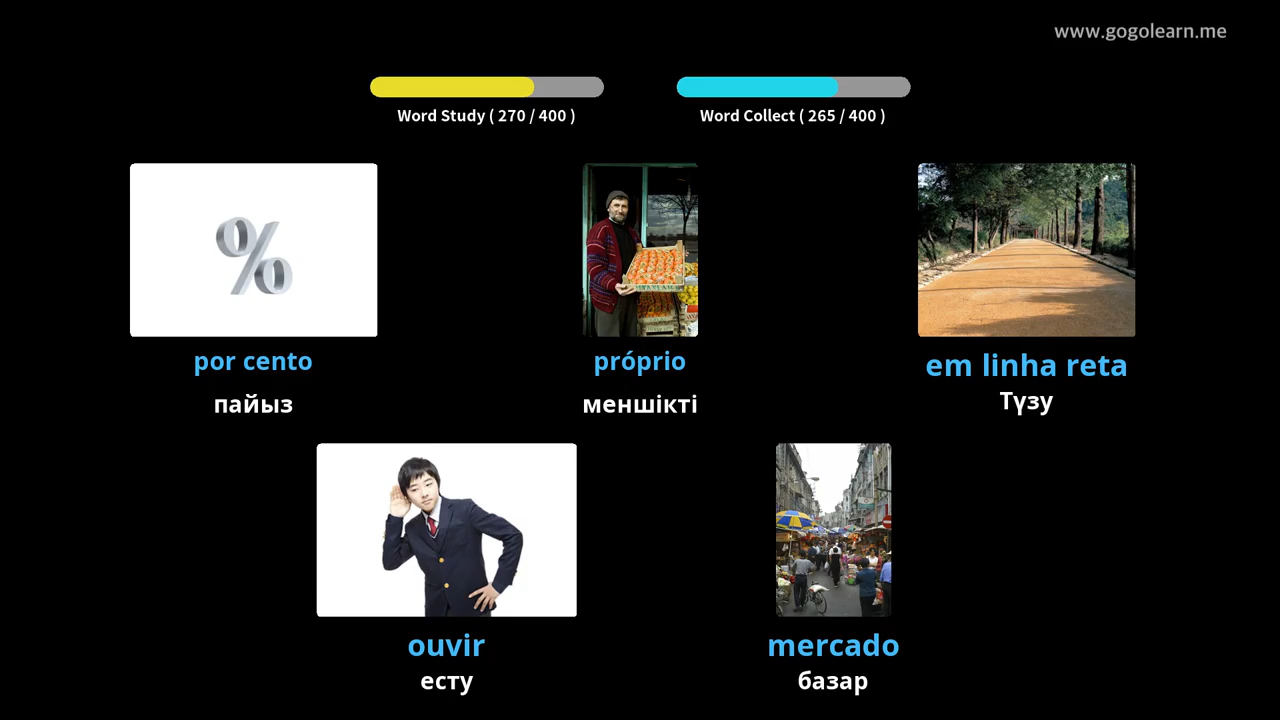 www.gogolearn.me
Word Study ( 270 / 400 )
Word Collect ( 265 / 400 )
%
por cento
пайыз
próprio
меншікті
em linha reta
Түзу
ouvir
есту
mercado
базар